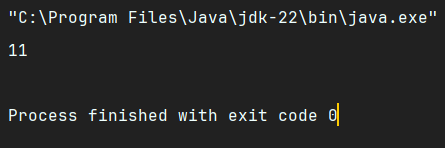 "C:\Program Files\Java\jdk-22\bin\java.exe"
11
Process finished with exit code 0